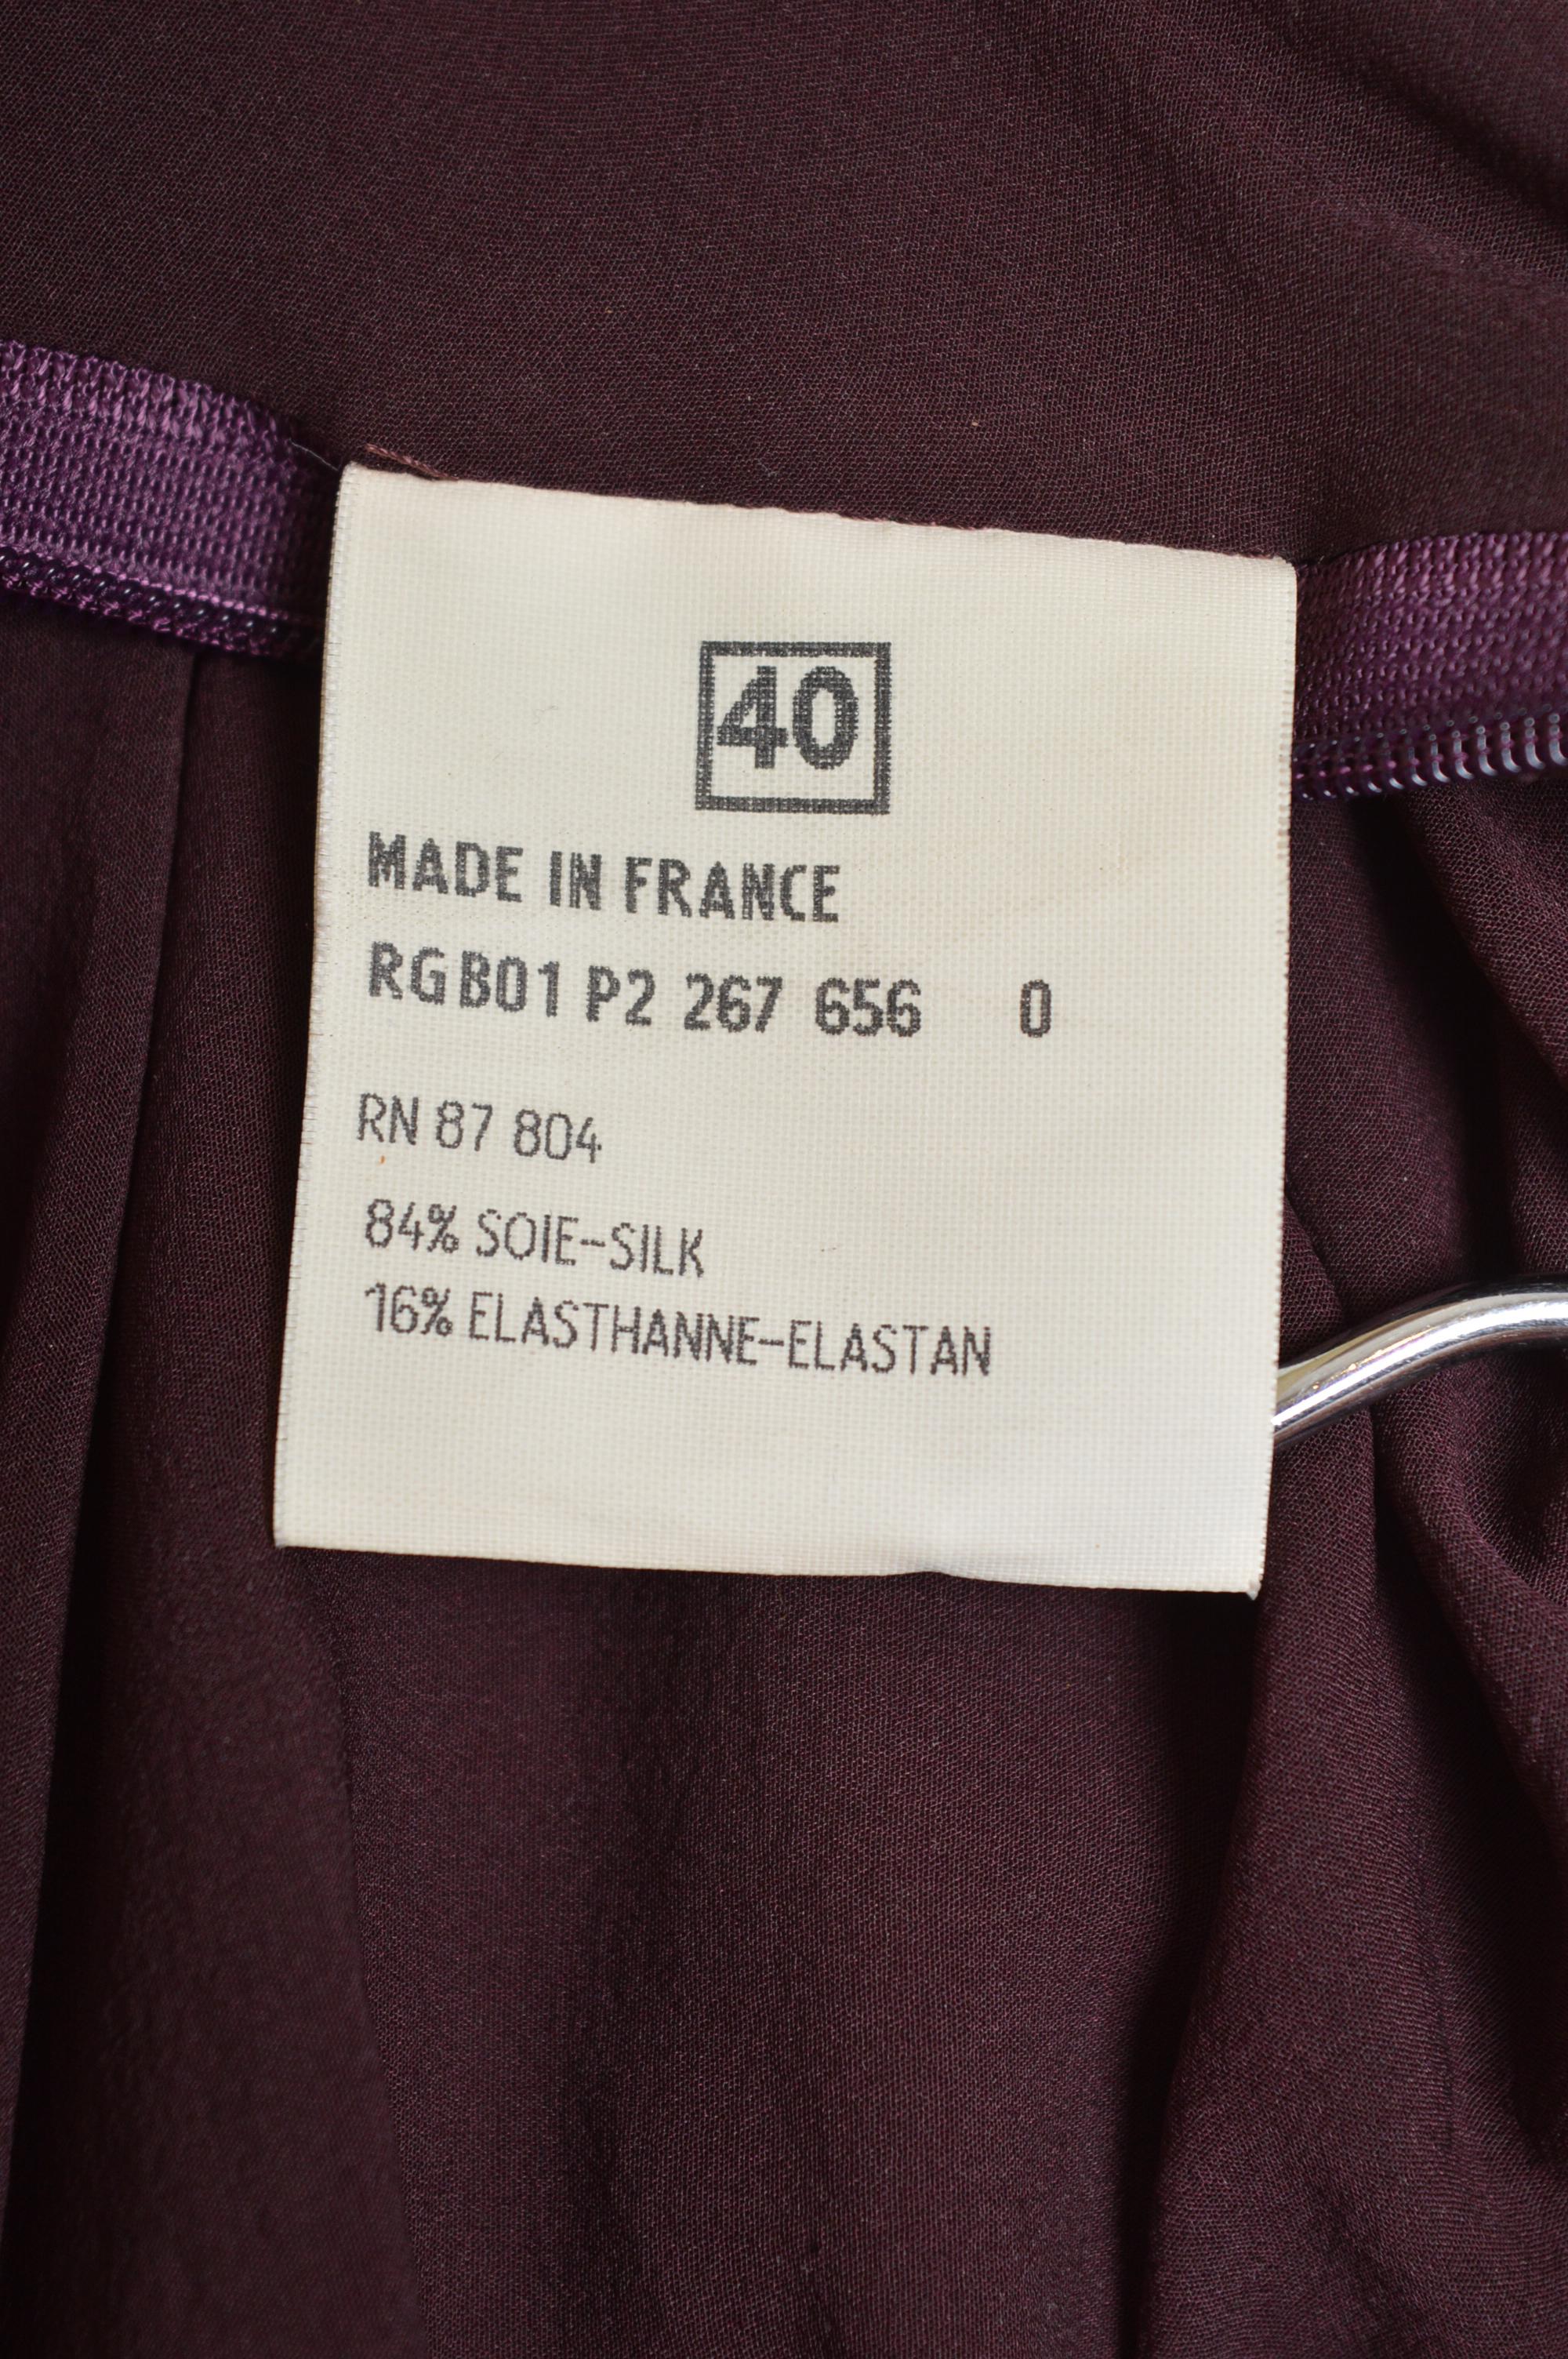 40
MADE IN FRANCE
RGB01 P2 267 656 0
RN 87 804
84% SOIE-SILK
16% ELASTHANNE-ELASTAN